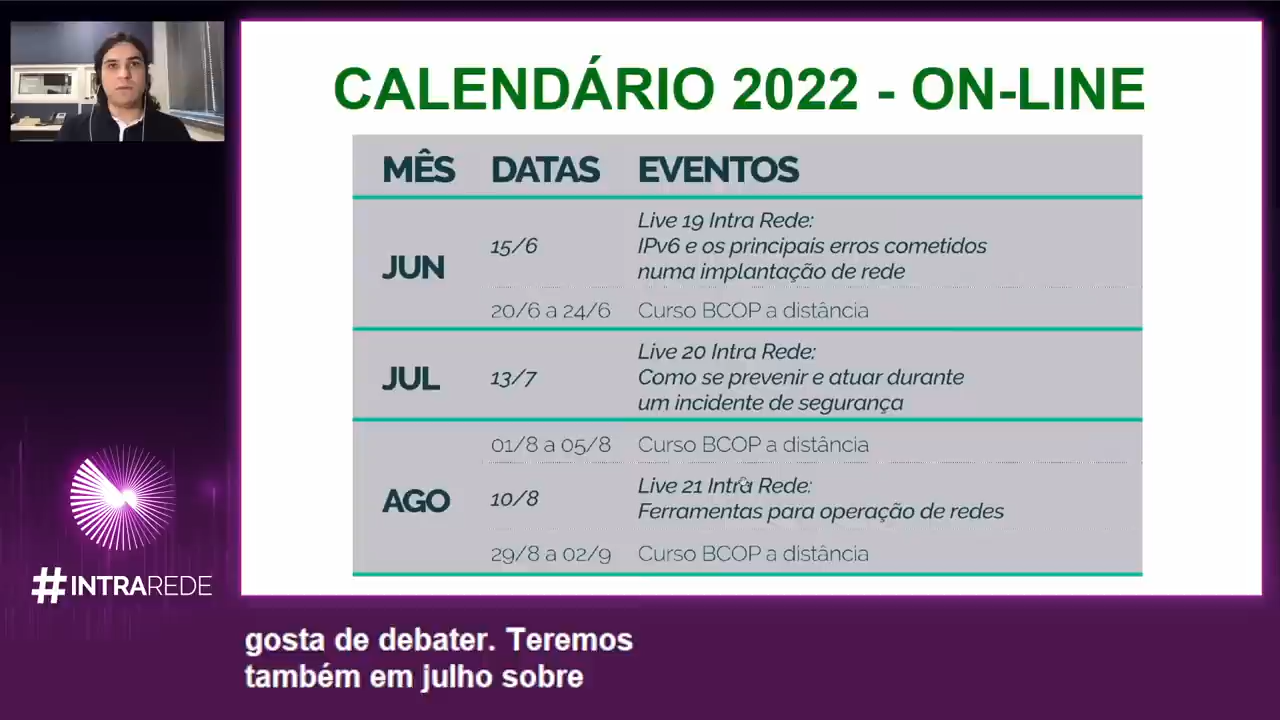 CALENDÁRIO 2022 - ON-LINE
MÊS DATAS EVENTOS
JUN
15/6
Live 19 Intra Rede:
IPv6 e os principais erros cometidos
numa implantação de rede
20/6 a 24/6 Curso BCOP a distância
JUL
13/7
Live 20 Intra Rede:
Como se prevenir e atuar durante
um incidente de segurança
AGO
01/8 a 05/8 Curso BCOP a distância
10/8
Live 21 Intra Rede:
Ferramentas para operação de redes
29/8 a 02/9 Curso BCOP a distância
#INTRAREDE
gosta de debater. Teremos
também em julho sobre